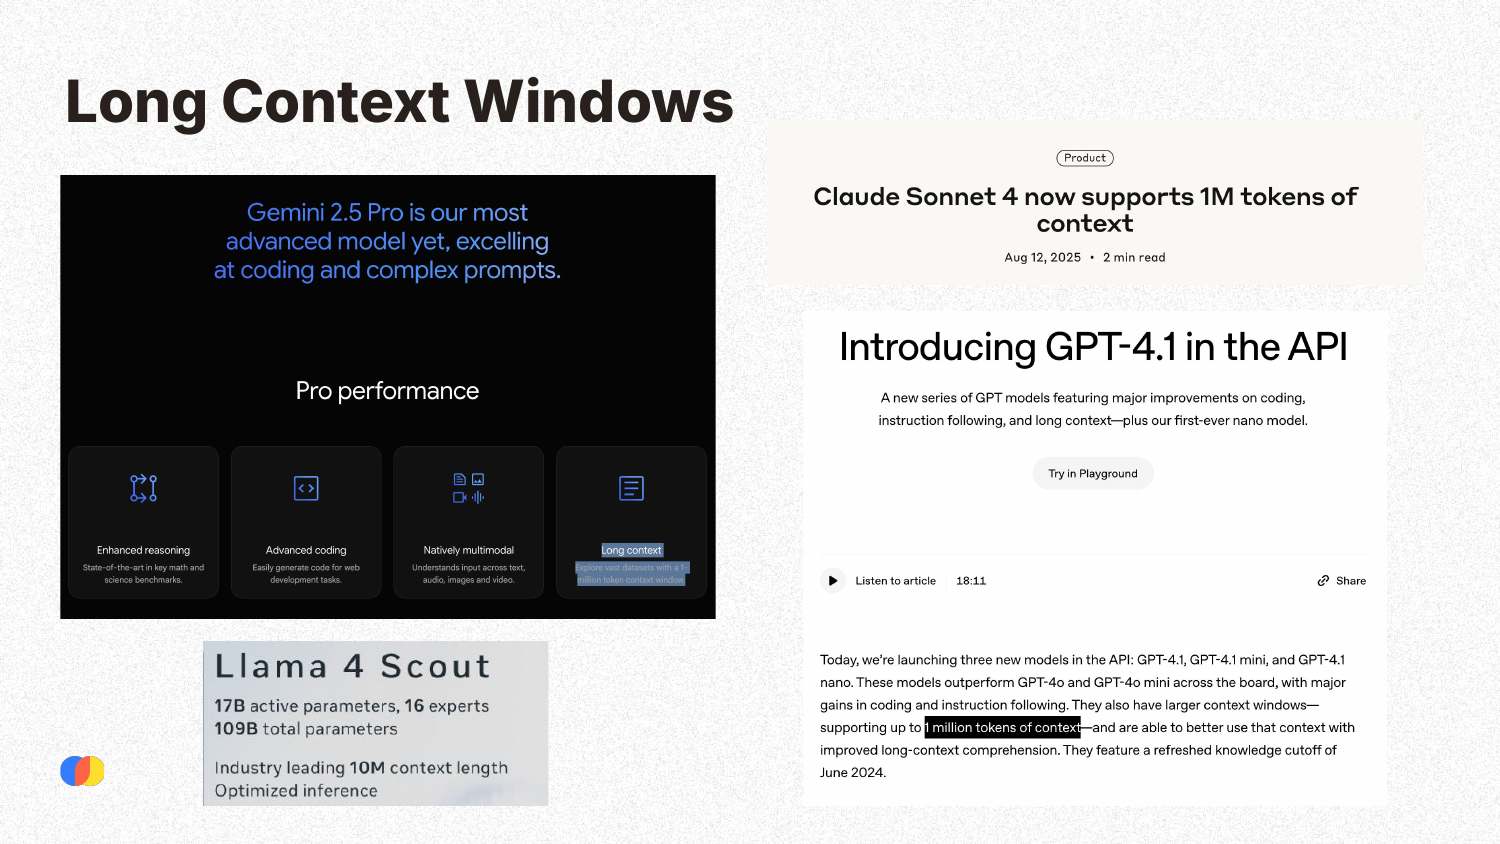 Long Context Windows
Gemini 2.5 Pro is our most
advanced model yet, excelling
at coding and complex prompts.
Pro performance
Enhanced reasoning
State-of-the-art in key math and
science benchmarks.
Advanced coding
Easily generate code for web
development tasks.
Natively multimodal
Understands input across text,
audio, images and video.
Long context
Explore vast datasets with a 1-
million token context window.
Llama 4 Scout
17B active parameters, 16 experts
109B total parameters
Industry leading 10M context length
Optimized inference
Product
Claude Sonnet 4 now supports 1M tokens of
context
Aug 12, 2025 • 2 min read
Introducing GPT-4.1 in the API
A new series of GPT models featuring major improvements on coding,
instruction following, and long context—plus our first-ever nano model.
Try in Playground
Listen to article 18:11
Share
Today, we’re launching three new models in the API: GPT-4.1, GPT-4.1 mini, and GPT-4.1
nano. These models outperform GPT-4o and GPT-4o mini across the board, with major
gains in coding and instruction following. They also have larger context windows—
supporting up to 1 million tokens of context—and are able to better use that context with
improved long-context comprehension. They feature a refreshed knowledge cutoff of
June 2024.